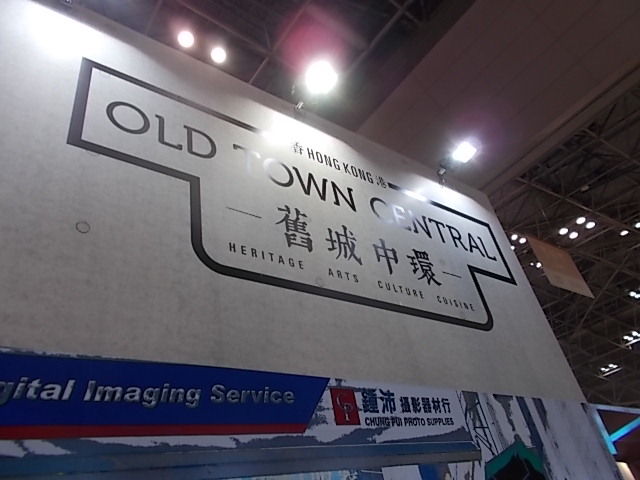 香 HONG KONG 港
OLD TOWN CENTRAL
舊城中環
HERITAGE ARTS CULTURE CUISINE
gital Imaging Service
CP 鍾沛 攝影器材行
CHUNG PUI PHOTO SUPPLIES